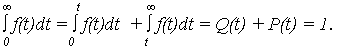 ∫₀^∞ f(t)dt = ∫₀^t f(t)dt + ∫ₜ^∞ f(t)dt = Q(t) + P(t) = 1.